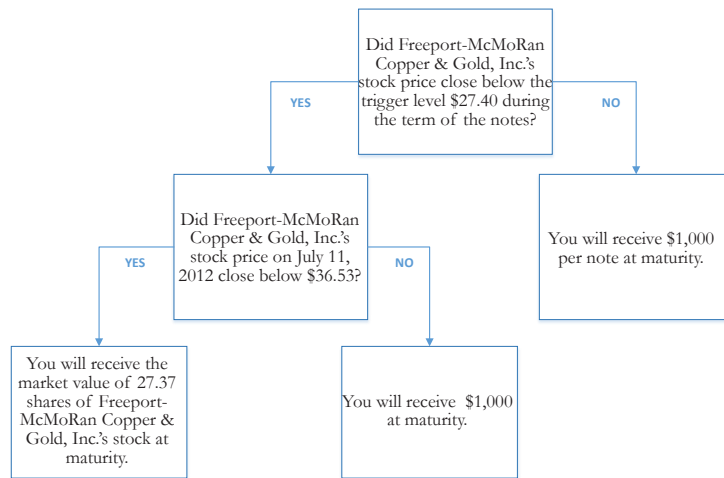 Did Freeport-McMoRan
Copper & Gold, Inc.'s
stock price close below the
trigger level $27.40 during
the term of the notes?
YES
NO
Did Freeport-McMoRan
Copper & Gold, Inc.'s
stock price on July 11,
2012 close below $36.53?
You will receive $1,000
per note at maturity.
YES
NO
You will receive the
market value of 27.37
shares of Freeport-
McMoRan Copper &
Gold, Inc.'s stock at
maturity.
You will receive $1,000
at maturity.